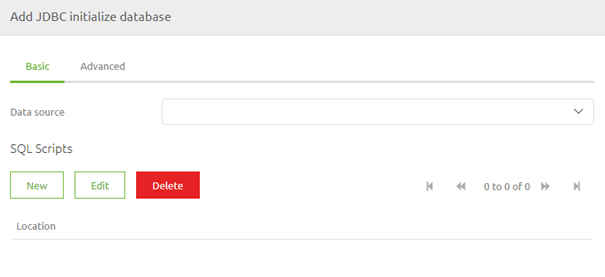 Add JDBC initialize database
Basic Advanced
Data source
SQL Scripts
New Edit Delete 0 to 0 of 0
Location